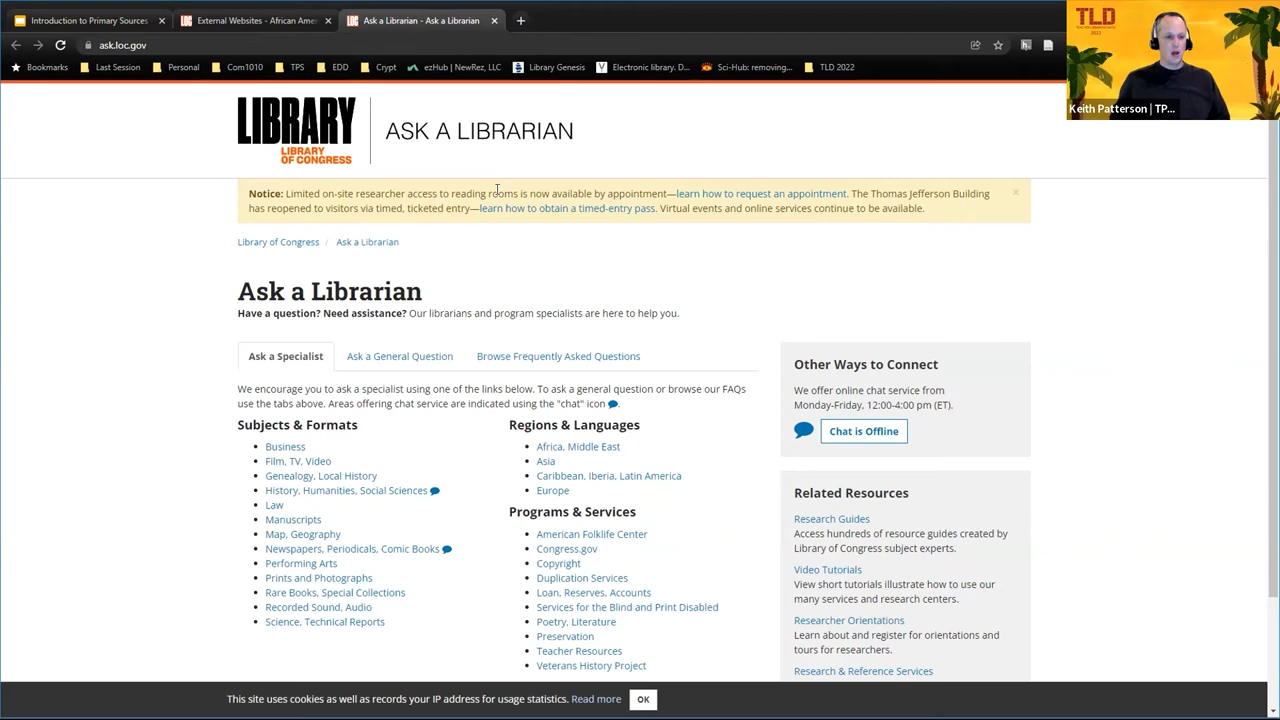 Introduction to Primary Sources
External Websites - African Ame
Ask a Librarian - Ask a Librarian
ask.loc.gov
Bookmarks
Last Session
Personal
Com1010
TPS
EDD
Crypt
ezHub | NewRez, LLC
Library Genesis
Electronic library. D...
Sci-Hub: removing...
TLD 2022
TLD
2022
Keith Patterson | TP...
LIBRARY
LIBRARY
OF CONGRESS
ASK A LIBRARIAN
Notice: Limited on-site researcher access to reading rooms is now available by appointment—learn how to request an appointment. The Thomas Jefferson Building
has reopened to visitors via timed, ticketed entry—learn how to obtain a timed-entry pass. Virtual events and online services continue to be available.
Library of Congress / Ask a Librarian
Ask a Librarian
Have a question? Need assistance? Our librarians and program specialists are here to help you.
Ask a Specialist
Ask a General Question
Browse Frequently Asked Questions
We encourage you to ask a specialist using one of the links below. To ask a general question or browse our FAQs
use the tabs above. Areas offering chat service are indicated using the "chat" icon .
Subjects & Formats
Business
Film, TV, Video
Genealogy, Local History
History, Humanities, Social Sciences
Law
Manuscripts
Map, Geography
Newspapers, Periodicals, Comic Books
Performing Arts
Prints and Photographs
Rare Books, Special Collections
Recorded Sound, Audio
Science, Technical Reports
Regions & Languages
Africa, Middle East
Asia
Caribbean, Iberia, Latin America
Europe
Programs & Services
American Folklife Center
Congress.gov
Copyright
Duplication Services
Loan, Reserves, Accounts
Services for the Blind and Print Disabled
Poetry, Literature
Preservation
Teacher Resources
Veterans History Project
Other Ways to Connect
We offer online chat service from
Monday-Friday, 12:00-4:00 pm (ET).
Chat is Offline
Related Resources
Research Guides
Access hundreds of resource guides created by
Library of Congress subject experts.
Video Tutorials
View short tutorials illustrate how to use our
many services and research centers.
Researcher Orientations
Learn about and register for orientations and
tours for researchers.
Research & Reference Services
This site uses cookies as well as records your IP address for usage statistics. Read more
OK